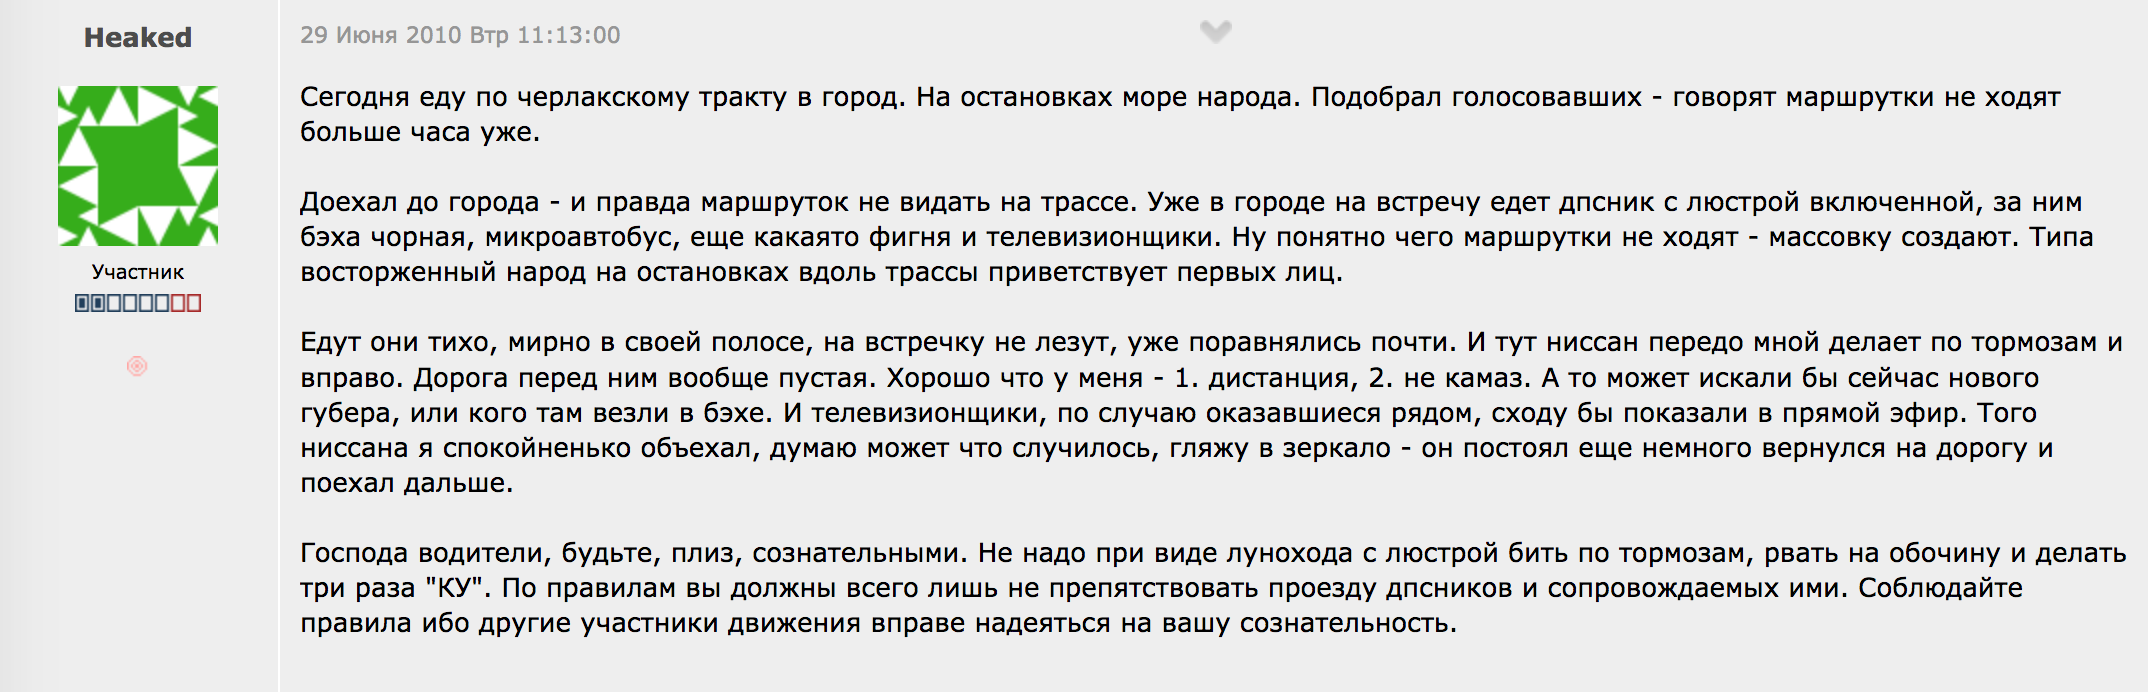 Heaked
29 Июня 2010 Втр 11:13:00
Сегодня еду по черлакскому тракту в город. На остановках море народа. Подобрал голосовавших - говорят маршрутки не ходят
больше часа уже.
Доехал до города - и правда маршруток не видать на трассе. Уже в городе на встречу едет дпсник с люстрой включенной, за ним
бэха чорная, микроавтобус, еще какаято фигня и телевизионщики. Ну понятно чего маршрутки не ходят - массовку создают. Типа
восторженный народ на остановках вдоль трассы приветствует первых лиц.
Участник
Едут они тихо, мирно в своей полосе, на встречку не лезут, уже поравнялись почти. И тут ниссан передо мной делает по тормозам и
вправо. Дорога перед ним вообще пустая. Хорошо что у меня - 1. дистанция, 2. не камаз. А то может искали бы сейчас нового
губера, или кого там везли в бэхе. И телевизионщики, по случаю оказавшиеся рядом, сходу бы показали в прямой эфир. Того
ниссана я спокойненько объехал, думаю может что случилось, гляжу в зеркало - он постоял еще немного вернулся на дорогу и
поехал дальше.
Господа водители, будьте, плиз, сознательными. Не надо при виде лунохода с люстрой бить по тормозам, рвать на обочину и делать
три раза "КУ". По правилам вы должны всего лишь не препятствовать проезду дпсников и сопровождаемых ими. Соблюдайте
правила ибо другие участники движения вправе надеяться на вашу сознательность.